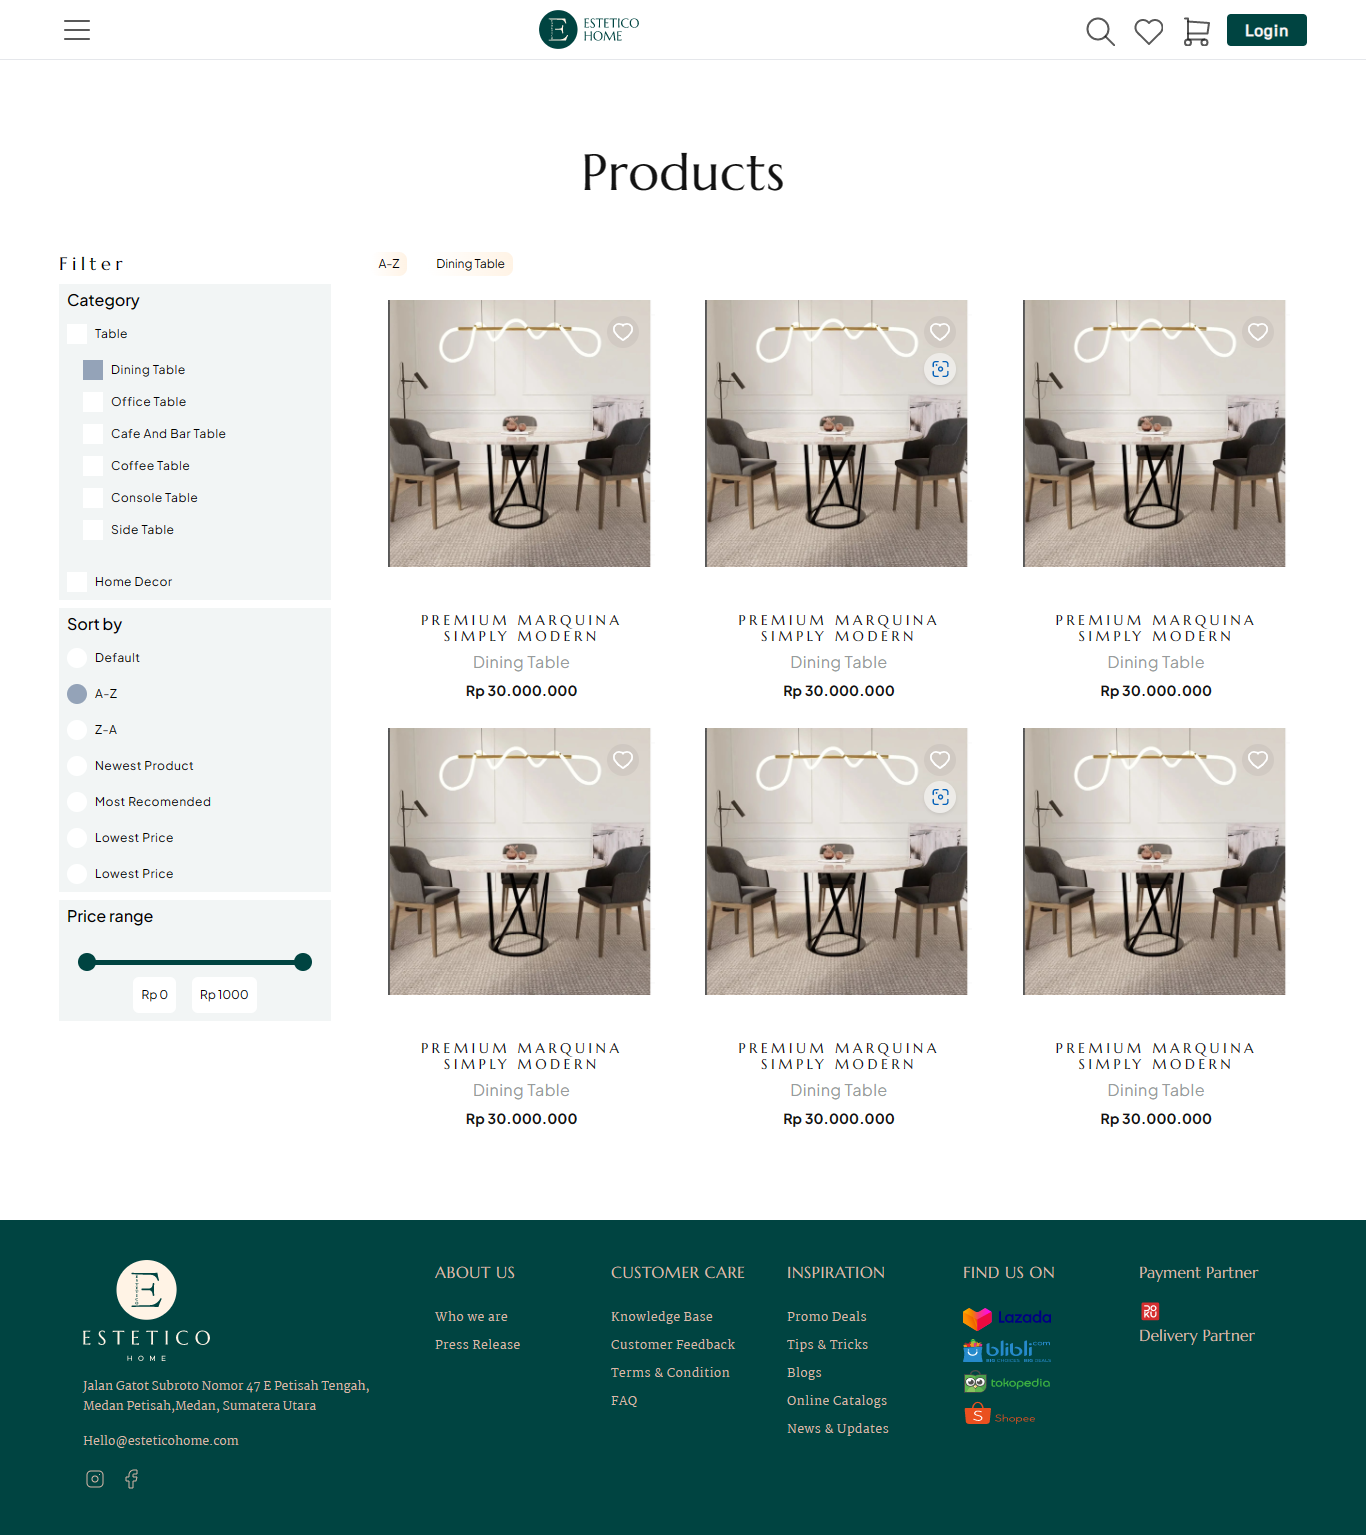 E ESTETICO
HOME
Login
Products
Filter
A-Z
Dining Table
Category
Table
Dining Table
Office Table
Cafe And Bar Table
Coffee Table
Console Table
Side Table
Home Decor
Sort by
Default
A-Z
Z-A
Newest Product
Most Recomended
Lowest Price
Lowest Price
Price range
Rp 0
Rp 1000
PREMIUM MARQUINA
SIMPLY MODERN
Dining Table
Rp 30.000.000
PREMIUM MARQUINA
SIMPLY MODERN
Dining Table
Rp 30.000.000
PREMIUM MARQUINA
SIMPLY MODERN
Dining Table
Rp 30.000.000
PREMIUM MARQUINA
SIMPLY MODERN
Dining Table
Rp 30.000.000
PREMIUM MARQUINA
SIMPLY MODERN
Dining Table
Rp 30.000.000
PREMIUM MARQUINA
SIMPLY MODERN
Dining Table
Rp 30.000.000
E
ESTETICO
HOME
Jalan Gatot Subroto Nomor 47 E Petisah Tengah,
Medan Petisah,Medan, Sumatera Utara
Hello@esteticohome.com
ABOUT US
Who we are
Press Release
CUSTOMER CARE
Knowledge Base
Customer Feedback
Terms & Condition
FAQ
INSPIRATION
Promo Deals
Tips & Tricks
Blogs
Online Catalogs
News & Updates
FIND US ON
Lazada
blibli.com
BIG CHOICES BIG DEALS
tokopedia
S Shopee
Payment Partner
DOKU
Delivery Partner